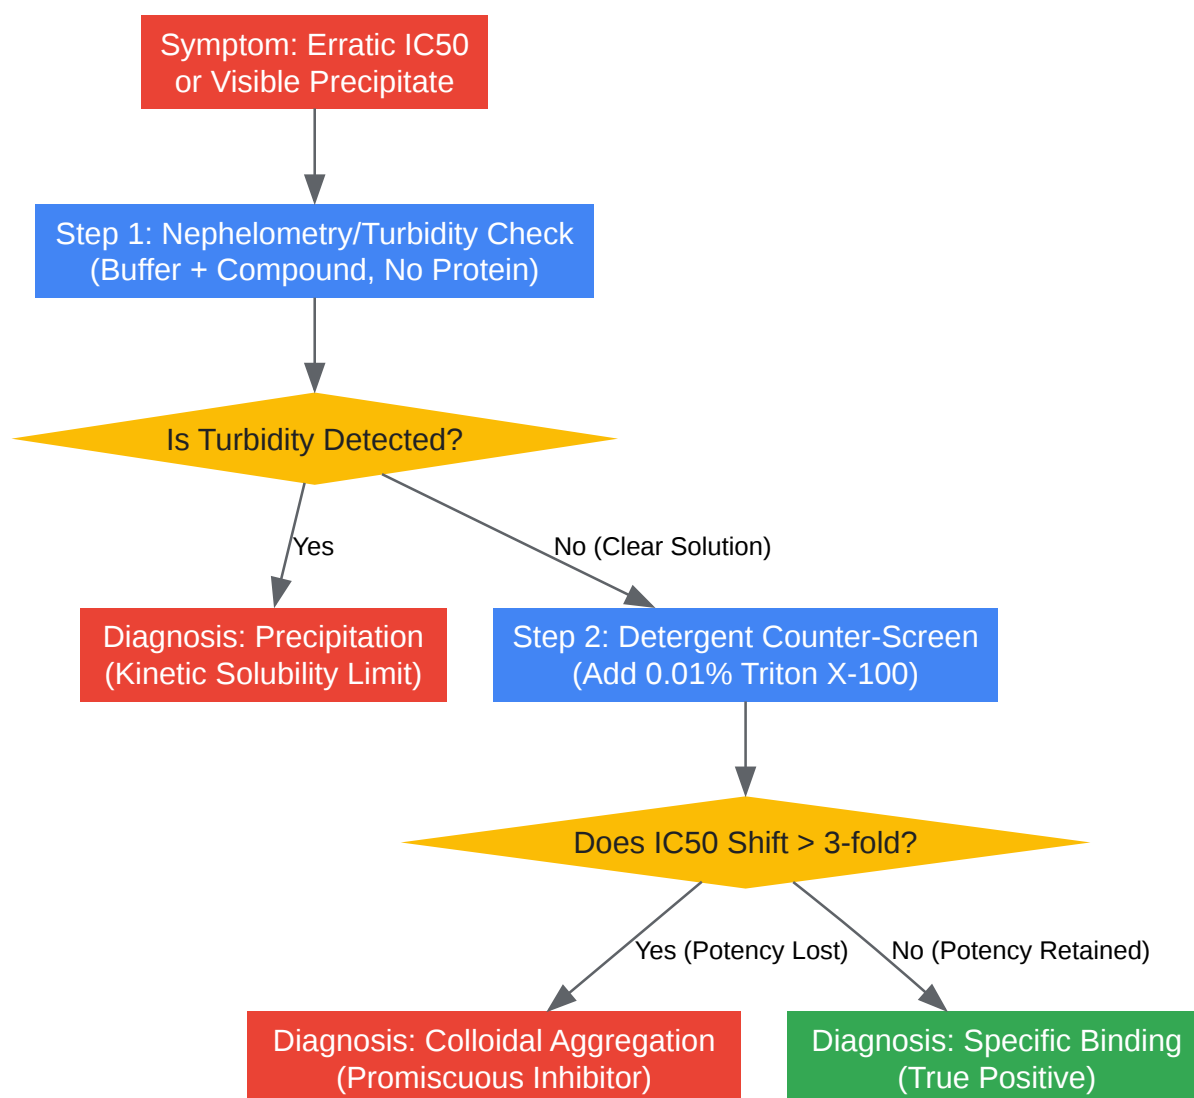 Symptom: Erratic IC50
or Visible Precipitate
Step 1: Nephelometry/Turbidity Check
(Buffer + Compound, No Protein)
Is Turbidity Detected?
Yes
No (Clear Solution)
Diagnosis: Precipitation
(Kinetic Solubility Limit)
Step 2: Detergent Counter-Screen
(Add 0.01% Triton X-100)
Does IC50 Shift > 3-fold?
Yes (Potency Lost)
No (Potency Retained)
Diagnosis: Colloidal Aggregation
(Promiscuous Inhibitor)
Diagnosis: Specific Binding
(True Positive)